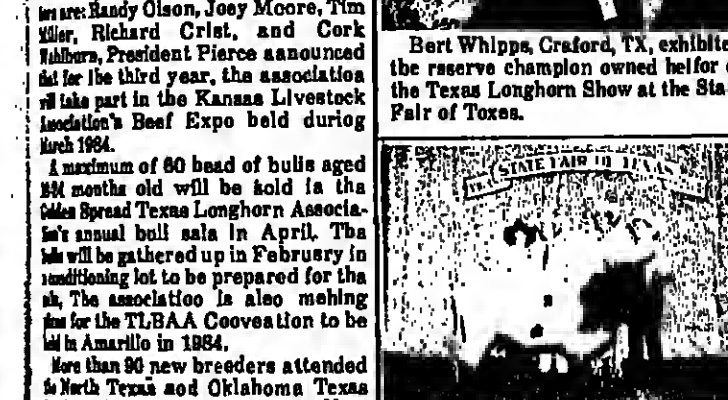 are: Randy Olson, Joey Moore, Tim
Miller, Richard Crist, and Cork
President Pierce announced
that for the third year, the association
will take part in the Kansas Livestock
Association's Beef Expo held during
March 1984.
A maximum of 60 head of bulls aged
months old will be sold in the
Golden Spread Texas Longhorn Associa-
tion's annual bull sale in April. The
bulls will be gathered up in February in
a conditioning lot to be prepared for the
sale. The association is also making
plans for the TLBAA Convention to be
held in Amarillo in 1984.
More than 90 new breeders attended
the North Texas and Oklahoma Texas
Bert Whipps, Craford, TX, exhibite
the reserve champion owned heifer
the Texas Longhorn Show at the Sta
Fair of Texas.
STATE FAIR OF TEXAS